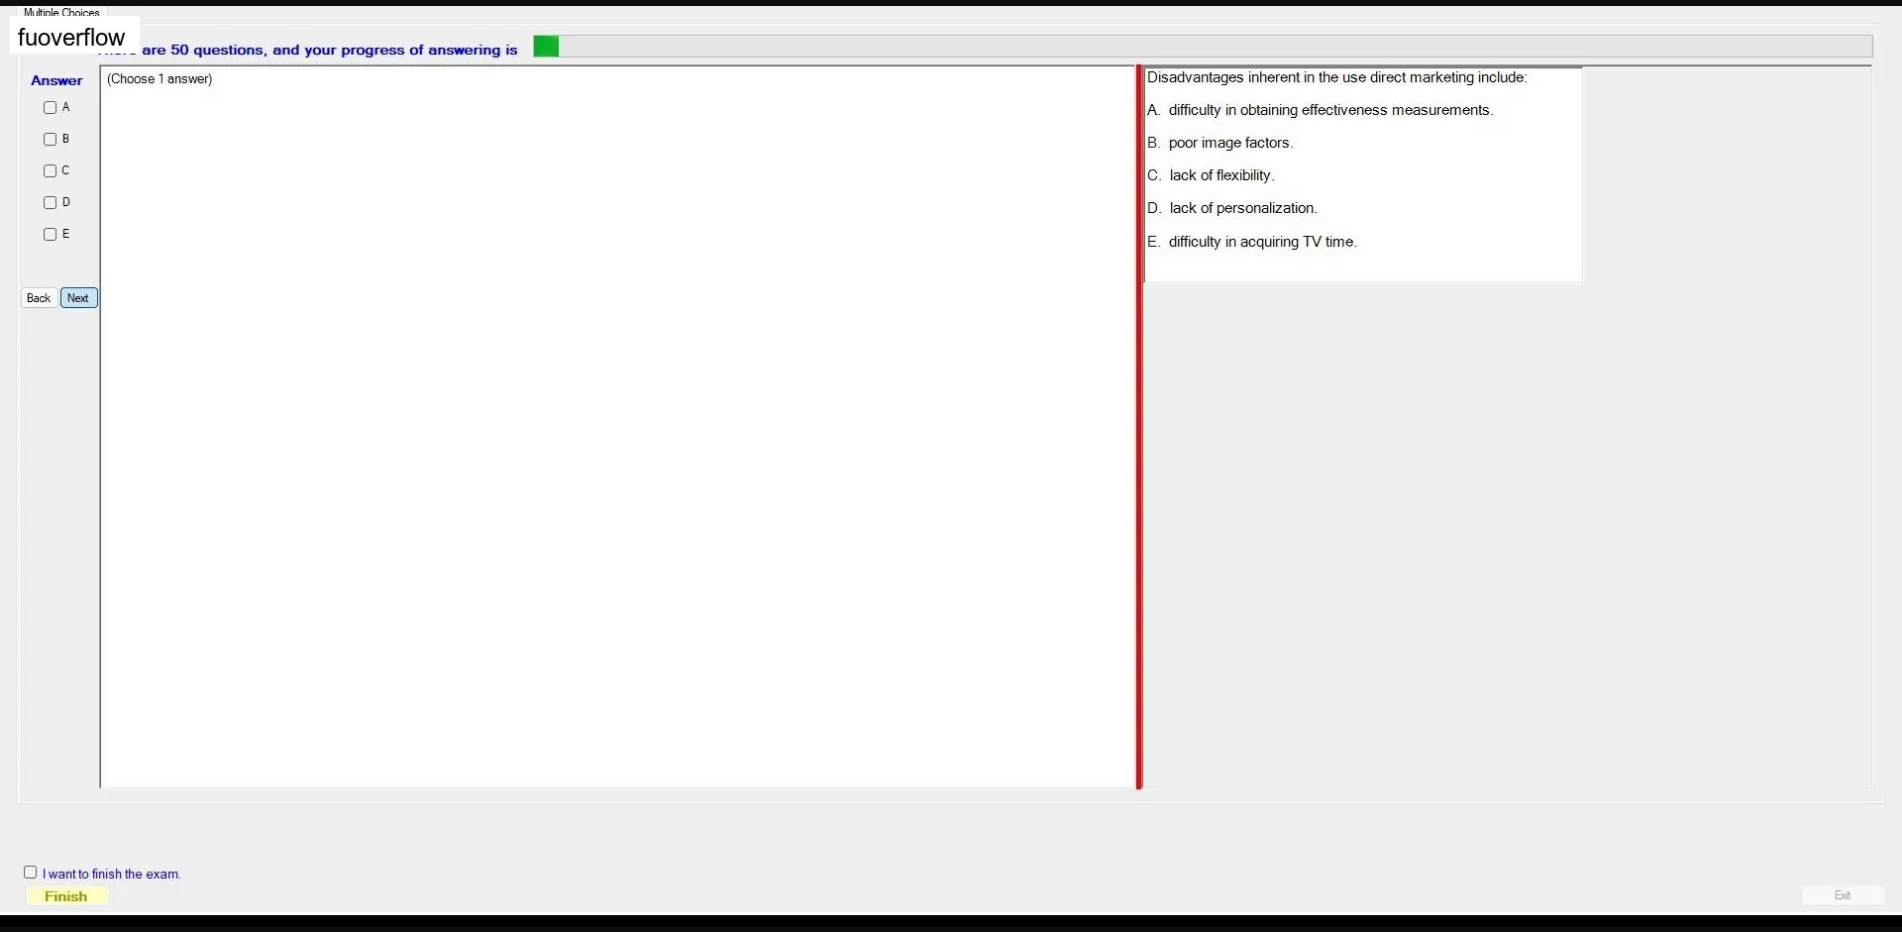 Multiple Choices
fuoverflow
are 50 questions, and your progress of answering is
Answer
(Choose 1 answer)
A
B
C
D
E
Back Next
Disadvantages inherent in the use direct marketing include:
A. difficulty in obtaining effectiveness measurements.
B. poor image factors.
C. lack of flexibility.
D. lack of personalization.
E. difficulty in acquiring TV time.
I want to finish the exam.
Finish
Exit